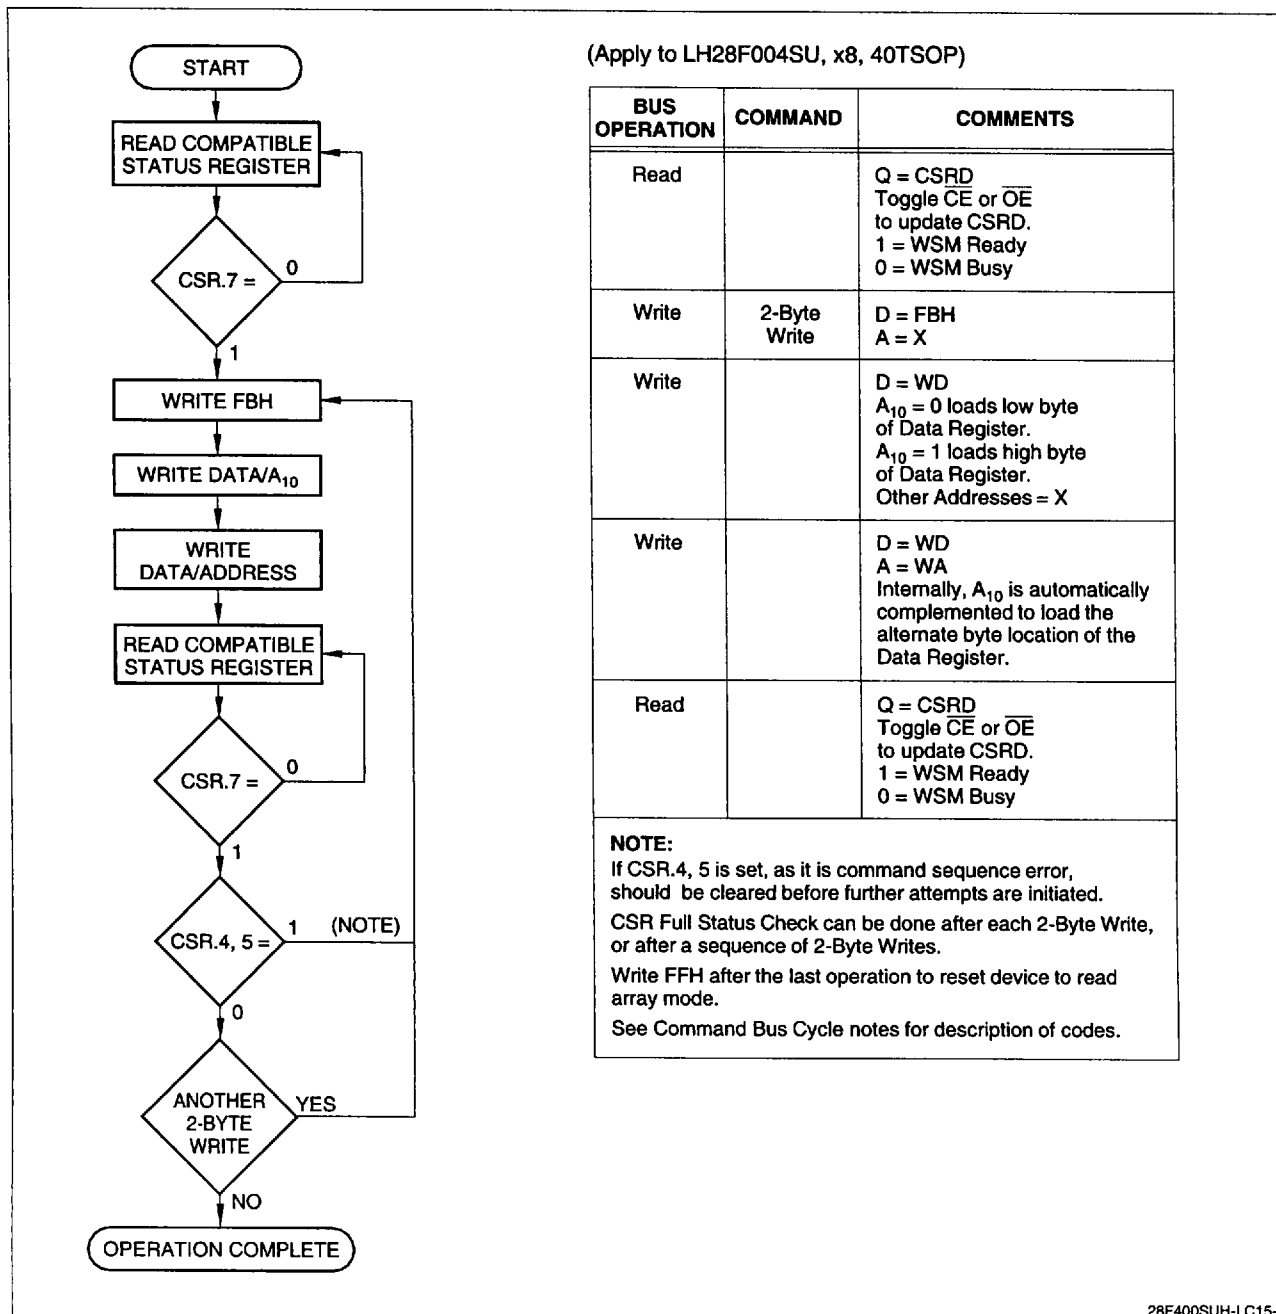 START
READ COMPATIBLE
STATUS REGISTER
CSR.7 =
0
1
WRITE FBH
WRITE DATA/A10
WRITE
DATA/ADDRESS
READ COMPATIBLE
STATUS REGISTER
CSR.7 =
0
1
CSR.4, 5 =
1
(NOTE)
0
ANOTHER
2-BYTE
WRITE
YES
NO
OPERATION COMPLETE
(Apply to LH28F004SU, x8, 40TSOP)
BUS
OPERATION
COMMAND
COMMENTS
Read
Q = CSRD
Toggle C̅E̅ or O̅E̅
to update CSRD.
1 = WSM Ready
0 = WSM Busy
Write
2-Byte
Write
D = FBH
A = X
Write
D = WD
A10 = 0 loads low byte
of Data Register.
A10 = 1 loads high byte
of Data Register.
Other Addresses = X
Write
D = WD
A = WA
Internally, A10 is automatically
complemented to load the
alternate byte location of the
Data Register.
Read
Q = CSRD
Toggle C̅E̅ or O̅E̅
to update CSRD.
1 = WSM Ready
0 = WSM Busy
NOTE:
If CSR.4, 5 is set, as it is command sequence error,
should be cleared before further attempts are initiated.
CSR Full Status Check can be done after each 2-Byte Write,
or after a sequence of 2-Byte Writes.
Write FFH after the last operation to reset device to read
array mode.
See Command Bus Cycle notes for description of codes.
28F400SUH-LC15-